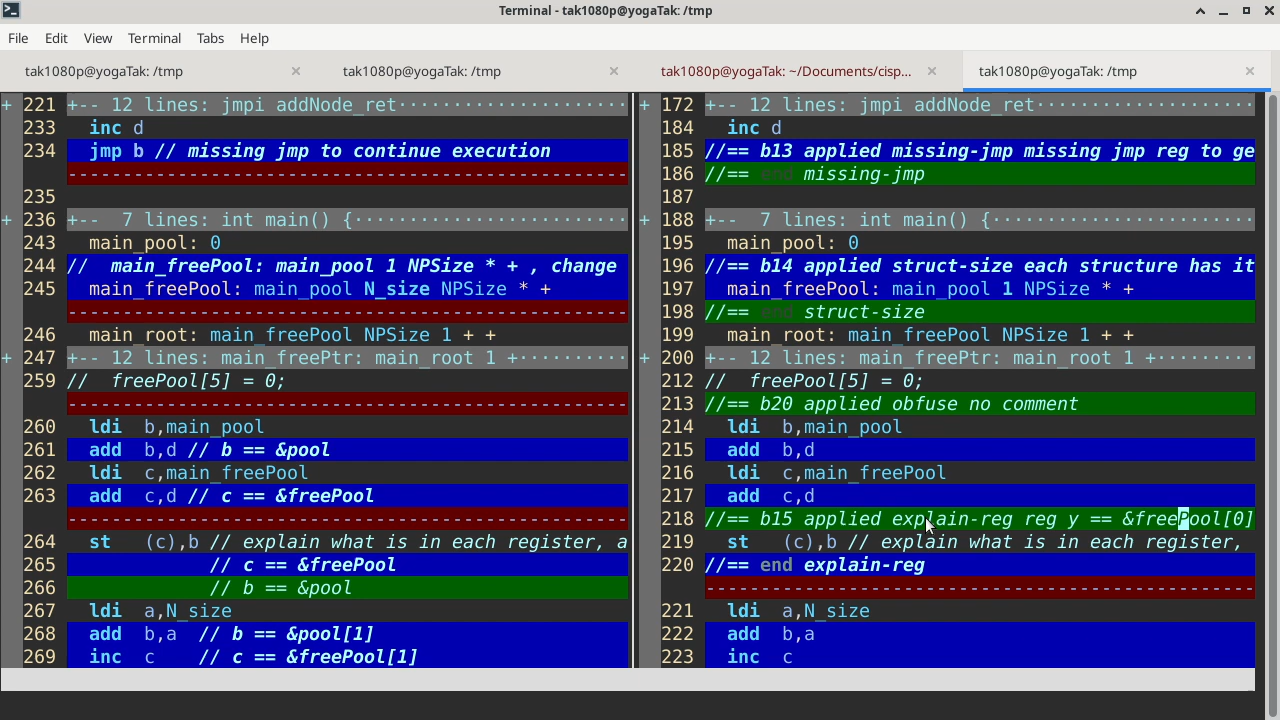 Terminal - tak1080p@yogaTak: /tmp
File Edit View Terminal Tabs Help
tak1080p@yogaTak: /tmp
tak1080p@yogaTak: /tmp
tak1080p@yogaTak: ~/Documents/cisp...
tak1080p@yogaTak: /tmp
+ 221 +-- 12 lines: jmpi addNode_ret·····················
233 inc d
234 jmp b // missing jmp to continue execution
---------------------------------------------------
235
+ 236 +--  7 lines: int main() {·························
243 main_pool: 0
244 //  main_freePool: main_pool 1 NPSize * + , change
245 main_freePool: main_pool N_size NPSize * +
---------------------------------------------------
246 main_root: main_freePool NPSize 1 + +
+ 247 +-- 12 lines: main_freePtr: main_root 1 +··········
259 //  freePool[5] = 0;
---------------------------------------------------
260 ldi  b,main_pool
261 add  b,d // b == &pool
262 ldi  c,main_freePool
263 add  c,d // c == &freePool
---------------------------------------------------
264 st   (c),b // explain what is in each register, a
265 // c == &freePool
266 // b == &pool
267 ldi  a,N_size
268 add  b,a  // b == &pool[1]
269 inc  c    // c == &freePool[1]
+ 172 +-- 12 lines: jmpi addNode_ret····················
184 inc d
185 //== b13 applied missing-jmp missing jmp reg to ge
186 //== end missing-jmp
187
+ 188 +--  7 lines: int main() {························
195 main_pool: 0
196 //== b14 applied struct-size each structure has it
197 main_freePool: main_pool 1 NPSize * +
198 //== end struct-size
199 main_root: main_freePool NPSize 1 + +
+ 200 +-- 12 lines: main_freePtr: main_root 1 +·········
212 //  freePool[5] = 0;
213 //== b20 applied obfuse no comment
214 ldi  b,main_pool
215 add  b,d
216 ldi  c,main_freePool
217 add  c,d
218 //== b15 applied explain-reg reg y == &freePool[0]
219 st   (c),b // explain what is in each register,
220 //== end explain-reg
--------------------------------------------------
221 ldi  a,N_size
222 add  b,a
223 inc  c